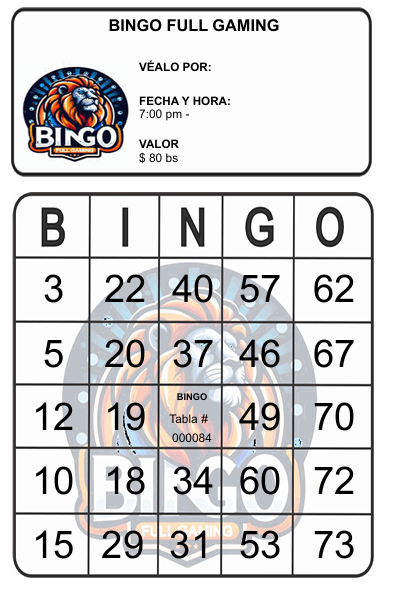 BINGO FULL GAMING
VÉALO POR:
FECHA Y HORA:
7:00 pm -
VALOR
$ 80 bs
BINGO
FULL GAMING
B I N G O
3 22 40 57 62
5 20 37 46 67
BINGO
12 19 Tabla # 49 70
000084
10 18 34 60 72
BINGO
15 29 31 53 73
FULL GAMING